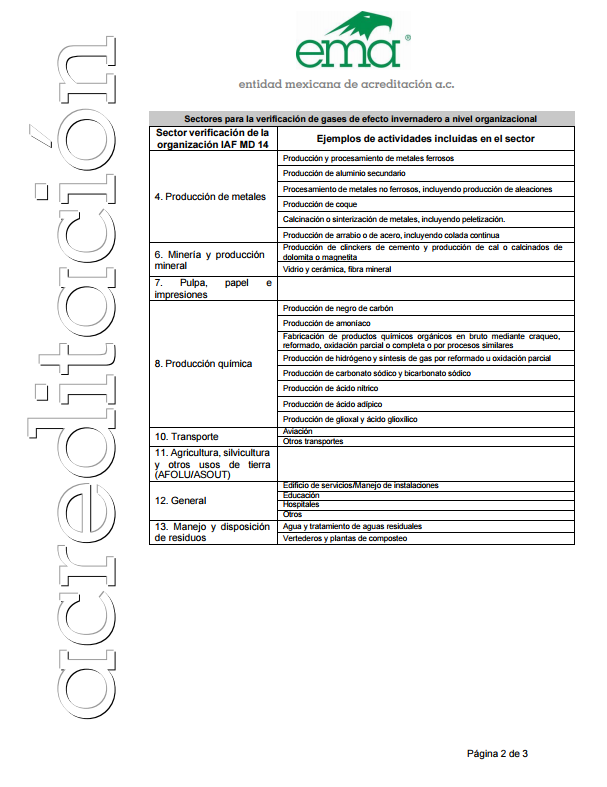 ema®
entidad mexicana de acreditación a.c.
acreditación
Sectores para la verificación de gases de efecto invernadero a nivel organizacional
Sector verificación de la
organización IAF MD 14
Ejemplos de actividades incluidas en el sector
4. Producción de metales
Producción y procesamiento de metales ferrosos
Producción de aluminio secundario
Procesamiento de metales no ferrosos, incluyendo producción de aleaciones
Producción de coque
Calcinación o sinterización de metales, incluyendo peletización.
Producción de arrabio o de acero, incluyendo colada continua
6. Minería y producción
mineral
Producción de clinckers de cemento y producción de cal o calcinados de
dolomita o magnetita
Vidrio y cerámica, fibra mineral
7. Pulpa, papel e
impresiones
8. Producción química
Producción de negro de carbón
Producción de amoníaco
Fabricación de productos químicos orgánicos en bruto mediante craqueo,
reformado, oxidación parcial o completa o por procesos similares
Producción de hidrógeno y síntesis de gas por reformado u oxidación parcial
Producción de carbonato sódico y bicarbonato sódico
Producción de ácido nítrico
Producción de ácido adípico
Producción de glioxal y ácido glioxílico
10. Transporte
Aviación
Otros transportes
11. Agricultura, silvicultura
y otros usos de tierra
(AFOLU/ASOUT)
12. General
Edificio de servicios/Manejo de instalaciones
Educación
Hospitales
Otros
13. Manejo y disposición
de residuos
Agua y tratamiento de aguas residuales
Vertederos y plantas de composteo
Página 2 de 3